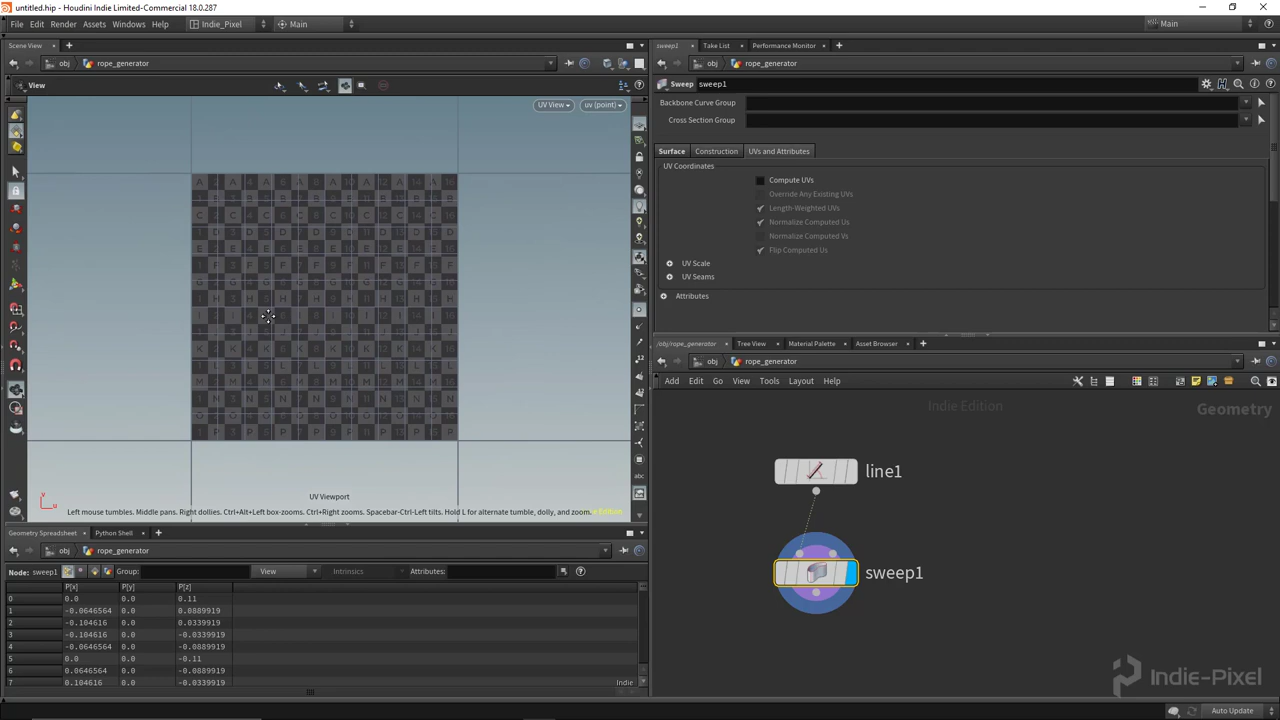 untitled.hip - Houdini Indie Limited-Commercial 18.0.287
File Edit Render Assets Windows Help Indie_Pixel Main Main
Scene View
obj rope_generator
View
UV View uv (point)
UV Viewport
Left mouse tumbles. Middle pans. Right dollies. Ctrl+Alt+Left box-zooms. Ctrl+Right zooms. Spacebar-Ctrl-Left tilts. Hold L for alternate tumble, dolly, and zoom.
Geometry Spreadsheet Python Shell
obj rope_generator
Node: sweep1 Group: View Intrinsics Attributes:
P[x] P[y] P[z]
0 0.0 0.0 0.11
1 -0.0646564 0.0 0.0889919
2 -0.104616 0.0 0.0339919
3 -0.104616 0.0 -0.0339919
4 -0.0646564 0.0 -0.0889919
5 0.0 0.0 -0.11
6 0.0646564 0.0 -0.0889919
7 0.104616 0.0 -0.0339919
Indie
sweep1 Take List Performance Monitor
obj rope_generator
Sweep sweep1
Backbone Curve Group
Cross Section Group
Surface Construction UVs and Attributes
UV Coordinates
Compute UVs
Override Any Existing UVs
Length-Weighted UVs
Normalize Computed Us
Normalize Computed Vs
Flip Computed Us
UV Scale
UV Seams
Attributes
/obj/rope_generator Tree View Material Palette Asset Browser
obj rope_generator
Add Edit Go View Tools Layout Help
Indie Edition Geometry
line1
sweep1
Indie-Pixel
Auto Update